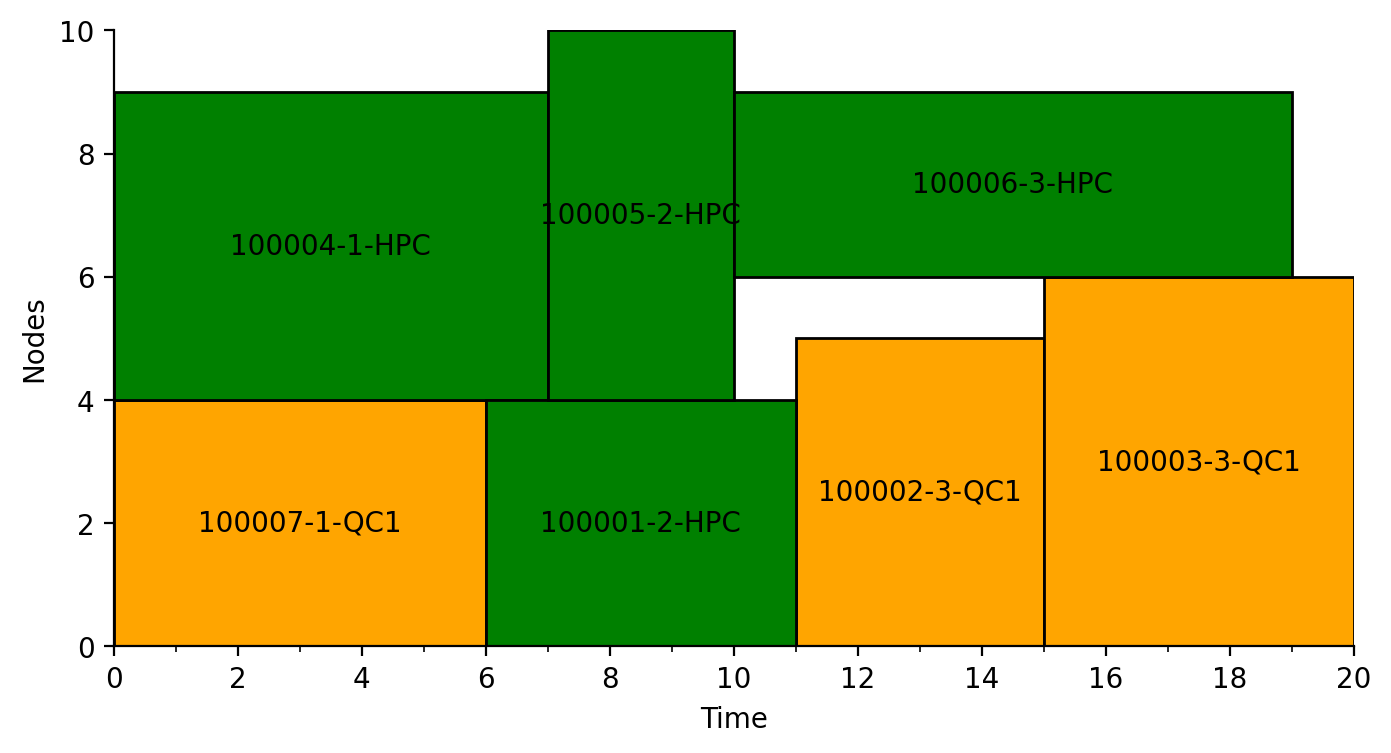 10
8
6
4
2
0
Nodes
100006-3-HPC
100005-2-HPC
100004-1-HPC
100003-3-QC1
100002-3-QC1
100007-1-QC1
100001-2-HPC
0 2 4 6 8 10 12 14 16 18 20
Time